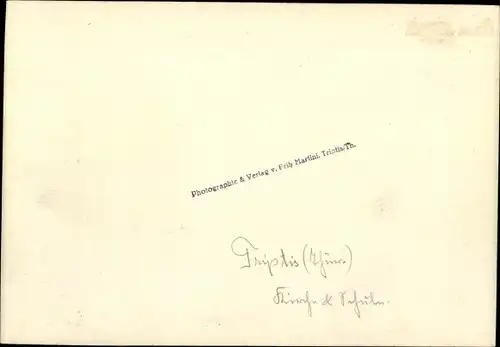 Photographie & Verlag v. Fritz Martini, Triptis/Th.
Triptis (Thür.)
Kirche & Schule.